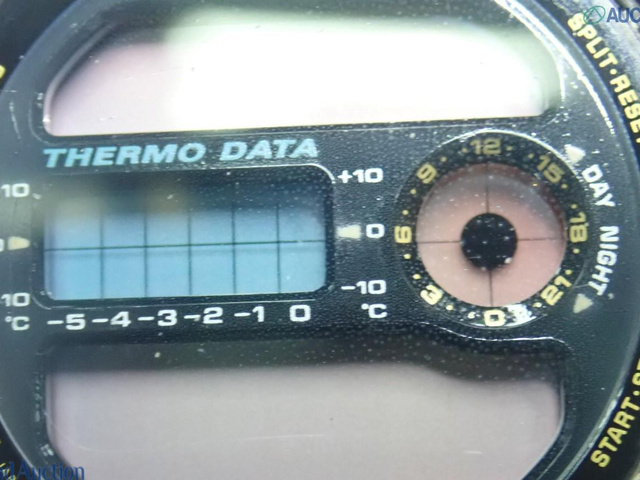 AUC
SPLIT·RESET
THERMO DATA
10
+10
0
10
-10
°C
°C
-5 -4 -3 -2 -1 0
12
9
15
6
18
3
21
0
DAY NIGHT
START·ST
d Auction